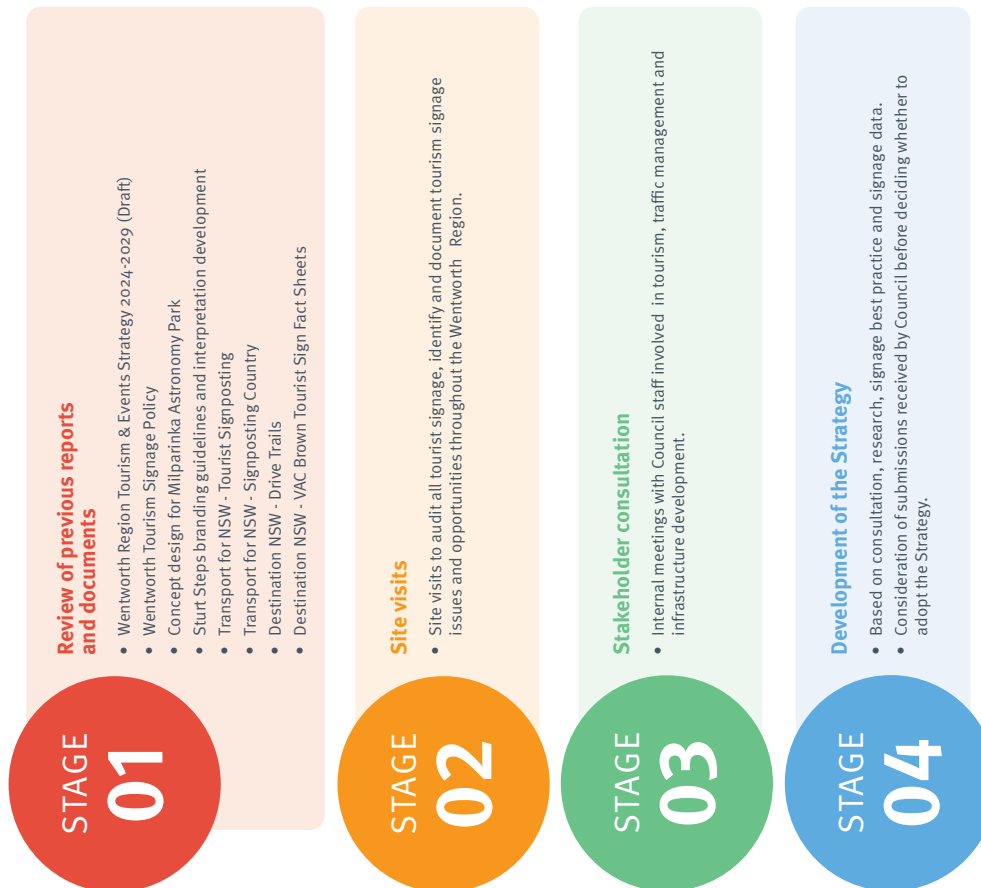 STAGE
01
Review of previous reports
and documents
• Wentworth Region Tourism & Events Strategy 2024-2029 (Draft)
• Wentworth Tourism Signage Policy
• Concept design for Milparinka Astronomy Park
• Sturt Steps branding guidelines and interpretation development
• Transport for NSW - Tourist Signposting
• Transport for NSW - Signposting Country
• Destination NSW - Drive Trails
• Destination NSW - VAC Brown Tourist Sign Fact Sheets
STAGE
02
Site visits
• Site visits to audit all tourist signage, identify and document tourism signage
issues and opportunities throughout the Wentworth Region.
STAGE
03
Stakeholder consultation
• Internal meetings with Council staff involved in tourism, traffic management and
infrastructure development.
STAGE
04
Development of the Strategy
• Based on consultation, research, signage best practice and signage data.
• Consideration of submissions received by Council before deciding whether to
adopt the Strategy.